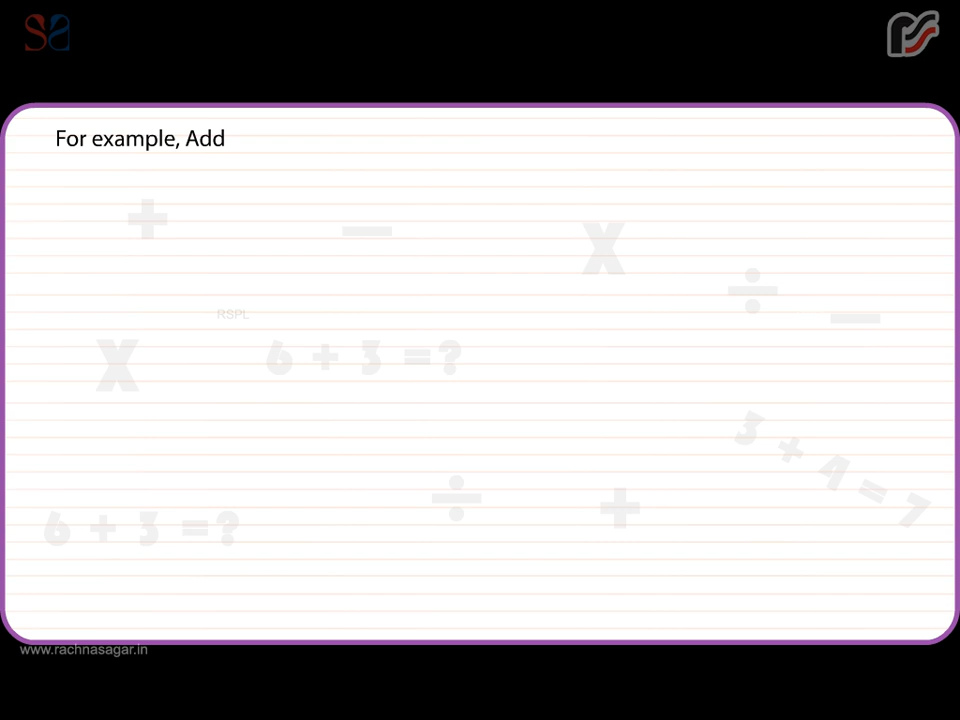 For example, Add
+
−
X
÷
−
RSPL
X
6 + 3 = ?
3 + 4 = 7
÷
+
6 + 3 = ?
www.rachnasagar.in